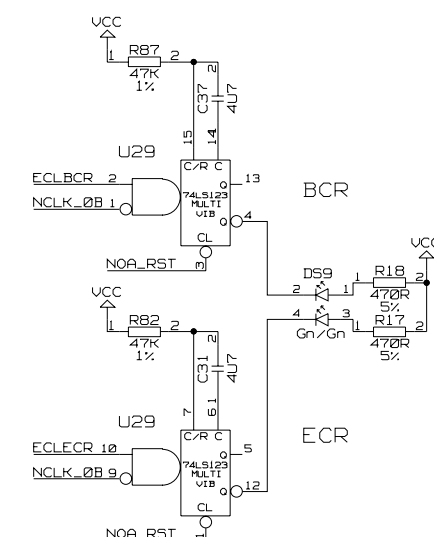 VCC
1 R87 2
47K
1%
C37
4U7
2
15
14
U29
C/R C
ECLBCR 2
NCLK_0B 1
74LS123
MULTI
VIB
Q
13
Q
4
CL
NOA_RST
3
BCR
VCC
DS9
2
1
1 R18 2
470R
5%
4
3
Gn/Gn
1 R17 2
470R
5%
VCC
1 R82 2
47K
1%
C31
4U7
2
1
7
6
U29
C/R C
ECLECR 10
NCLK_0B 9
74LS123
MULTI
VIB
Q
5
Q
12
CL
NOA_RST
ECR